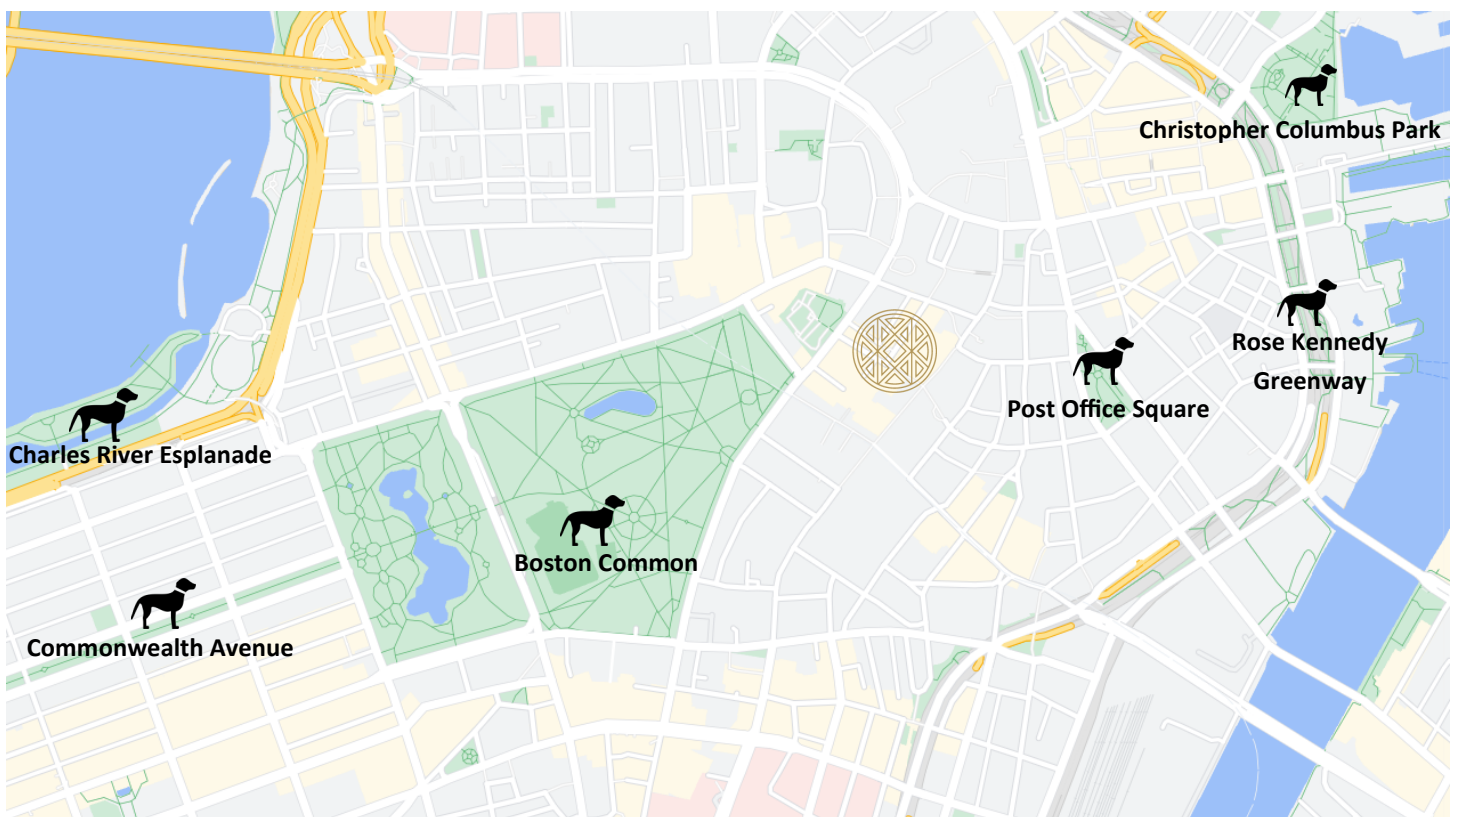 Christopher Columbus Park
Rose Kennedy
Greenway
Post Office Square
Charles River Esplanade
Boston Common
Commonwealth Avenue